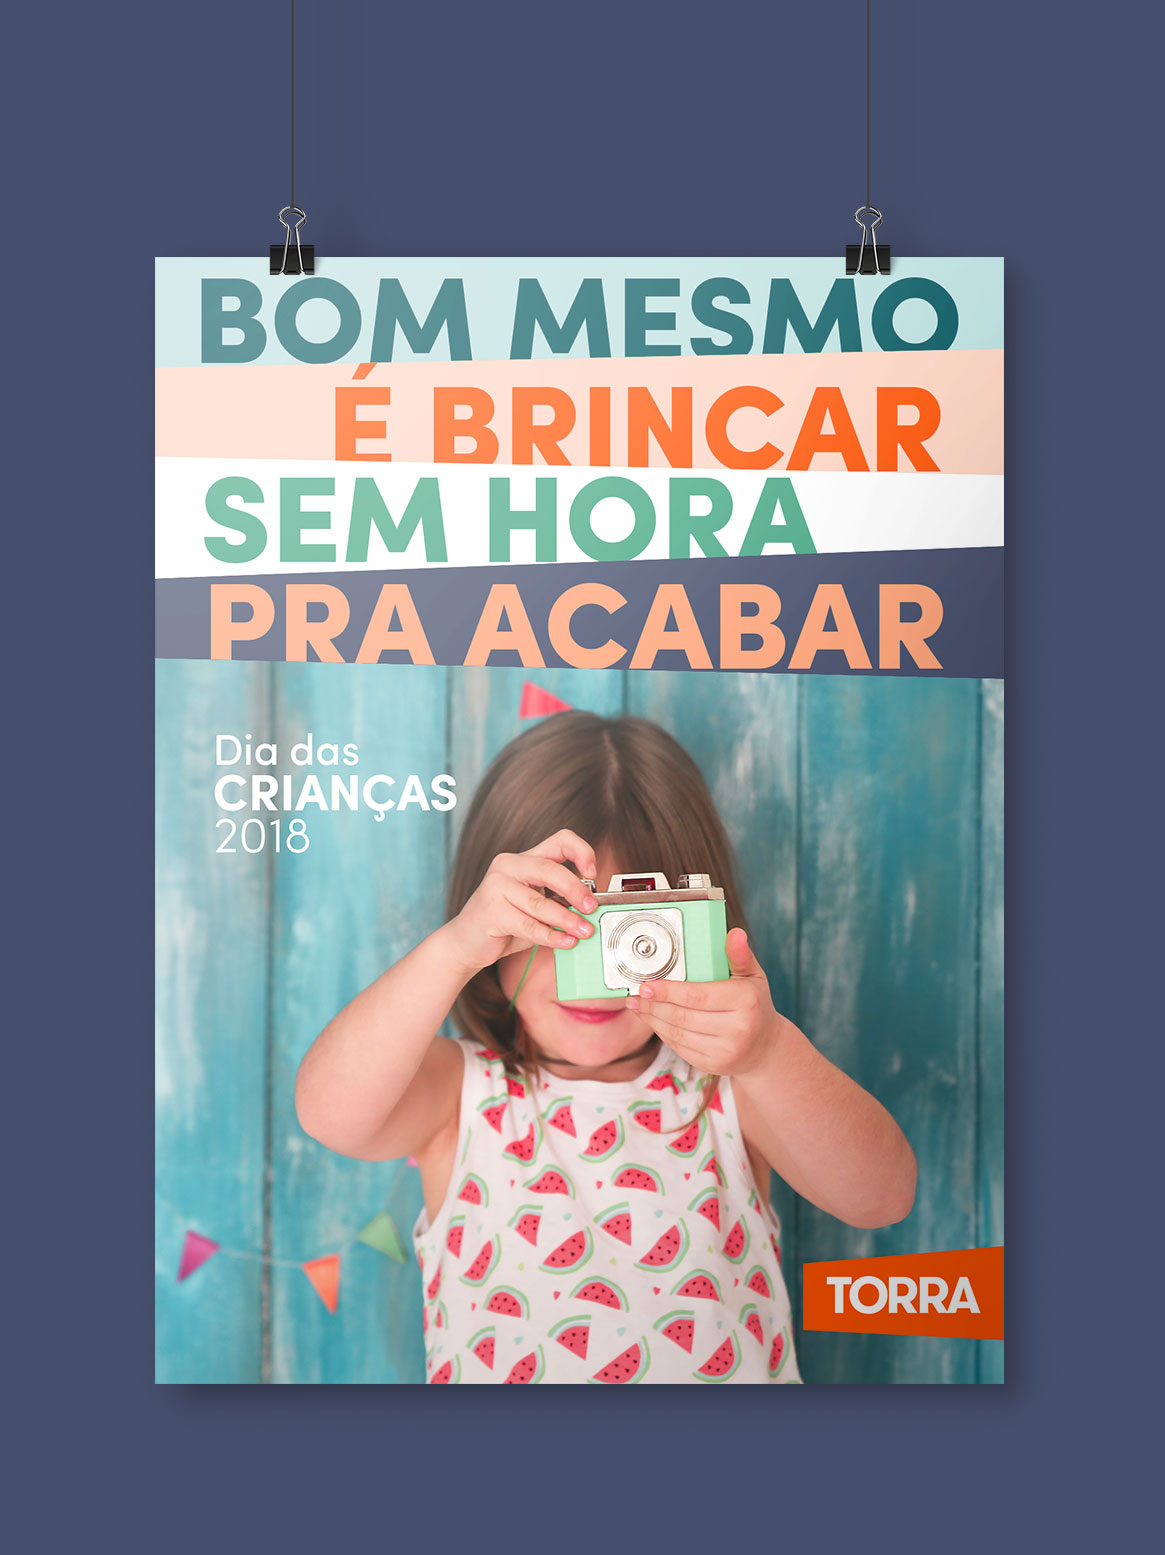 BOM MESMO
É BRINCAR
SEM HORA
PRA ACABAR
Dia das
CRIANÇAS
2018
TORRA